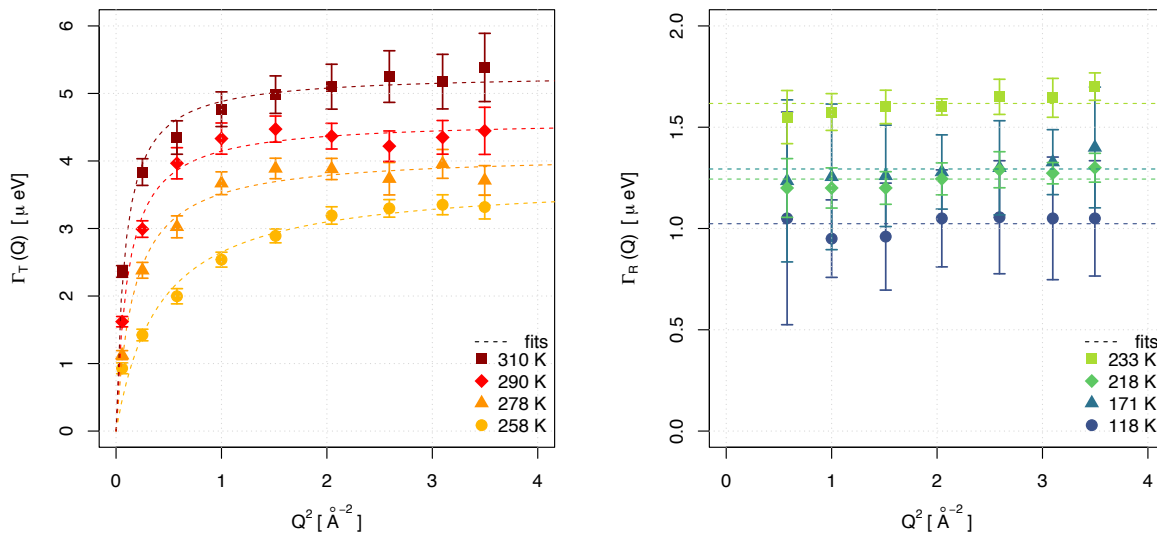 Γ_T (Q) [ μ eV]
6
5
4
3
2
1
0
0 1 2 3 4
Q² [ Å⁻²]
fits
310 K
290 K
278 K
258 K
Γ_R (Q) [ μ eV]
2.0
1.5
1.0
0.5
0.0
0 1 2 3 4
Q² [ Å⁻²]
fits
233 K
218 K
171 K
118 K